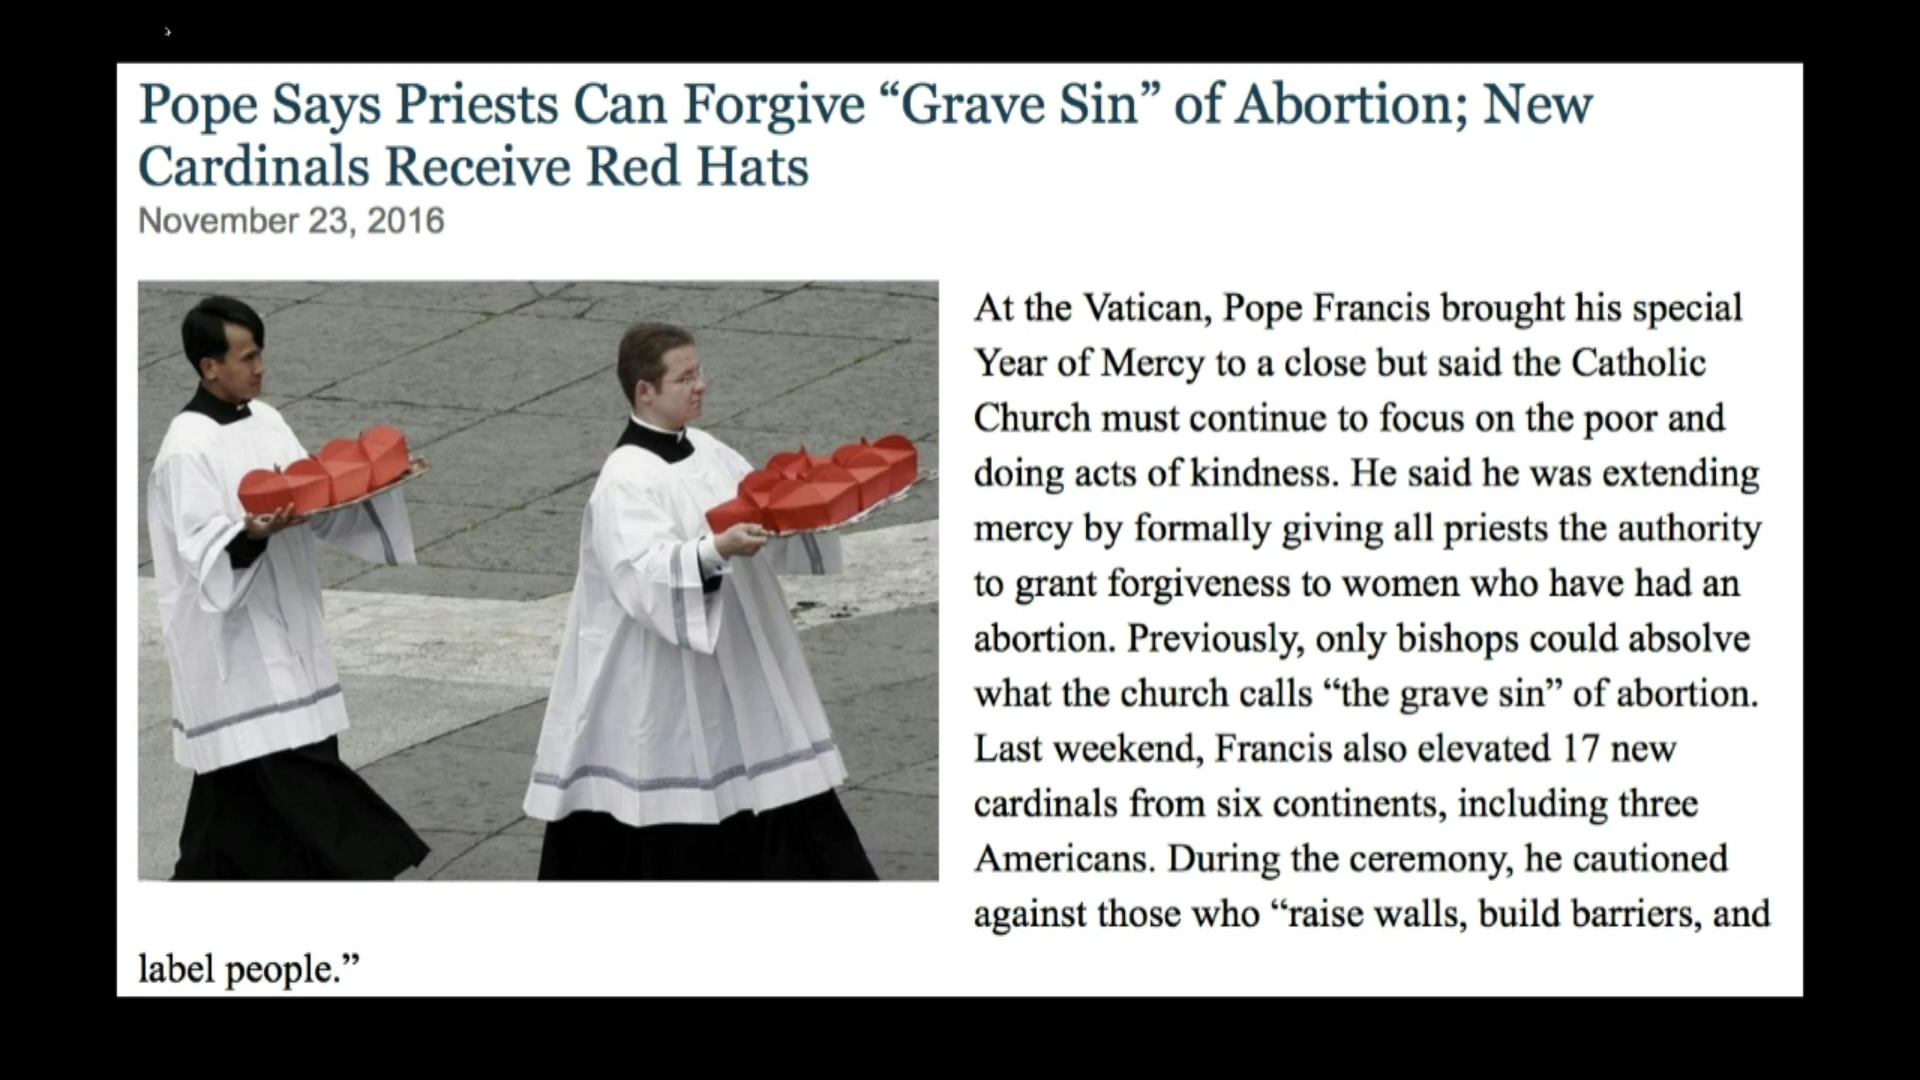 Pope Says Priests Can Forgive “Grave Sin” of Abortion; New
Cardinals Receive Red Hats
November 23, 2016
At the Vatican, Pope Francis brought his special
Year of Mercy to a close but said the Catholic
Church must continue to focus on the poor and
doing acts of kindness. He said he was extending
mercy by formally giving all priests the authority
to grant forgiveness to women who have had an
abortion. Previously, only bishops could absolve
what the church calls “the grave sin” of abortion.
Last weekend, Francis also elevated 17 new
cardinals from six continents, including three
Americans. During the ceremony, he cautioned
against those who “raise walls, build barriers, and
label people.”